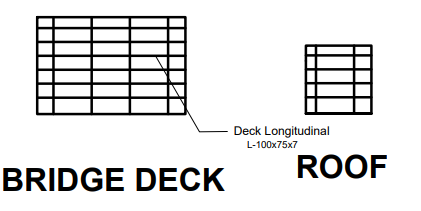 Deck Longitudinal
L-100x75x7
BRIDGE DECK
ROOF